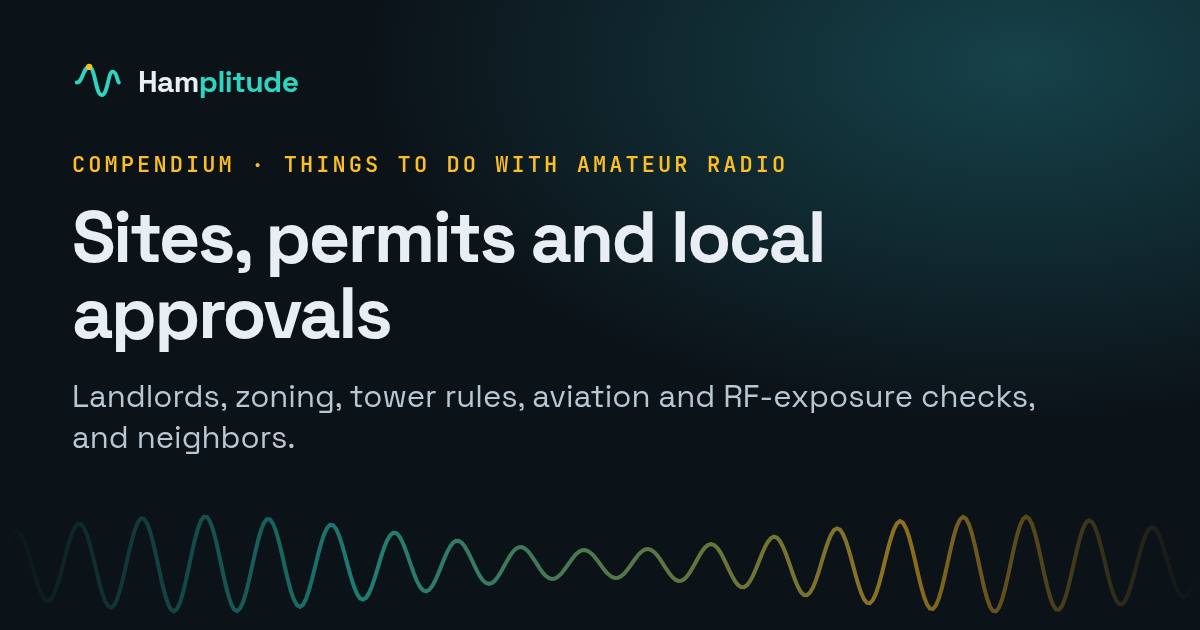 Hamplitude
COMPENDIUM · THINGS TO DO WITH AMATEUR RADIO
Sites, permits and local
approvals
Landlords, zoning, tower rules, aviation and RF-exposure checks,
and neighbors.